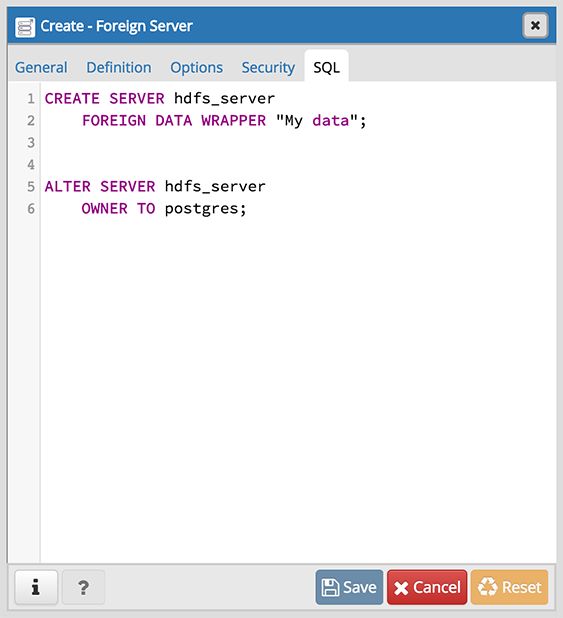 Create - Foreign Server
General Definition Options Security SQL
1 CREATE SERVER hdfs_server
2 FOREIGN DATA WRAPPER "My data";
3
4
5 ALTER SERVER hdfs_server
6 OWNER TO postgres;
i ? Save Cancel Reset